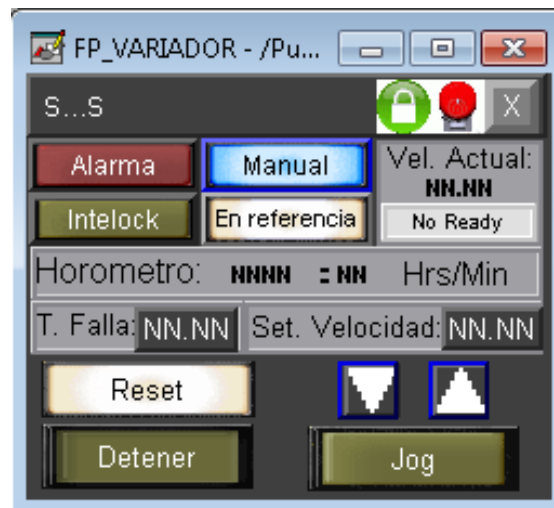 FP_VARIADOR - /Pu...
S...S
X
Alarma
Manual
Vel. Actual:
NN.NN
Intelock
En referencia
No Ready
Horometro: NNNN : NN Hrs/Min
T. Falla: NN.NN Set. Velocidad: NN.NN
Reset
Detener
Jog